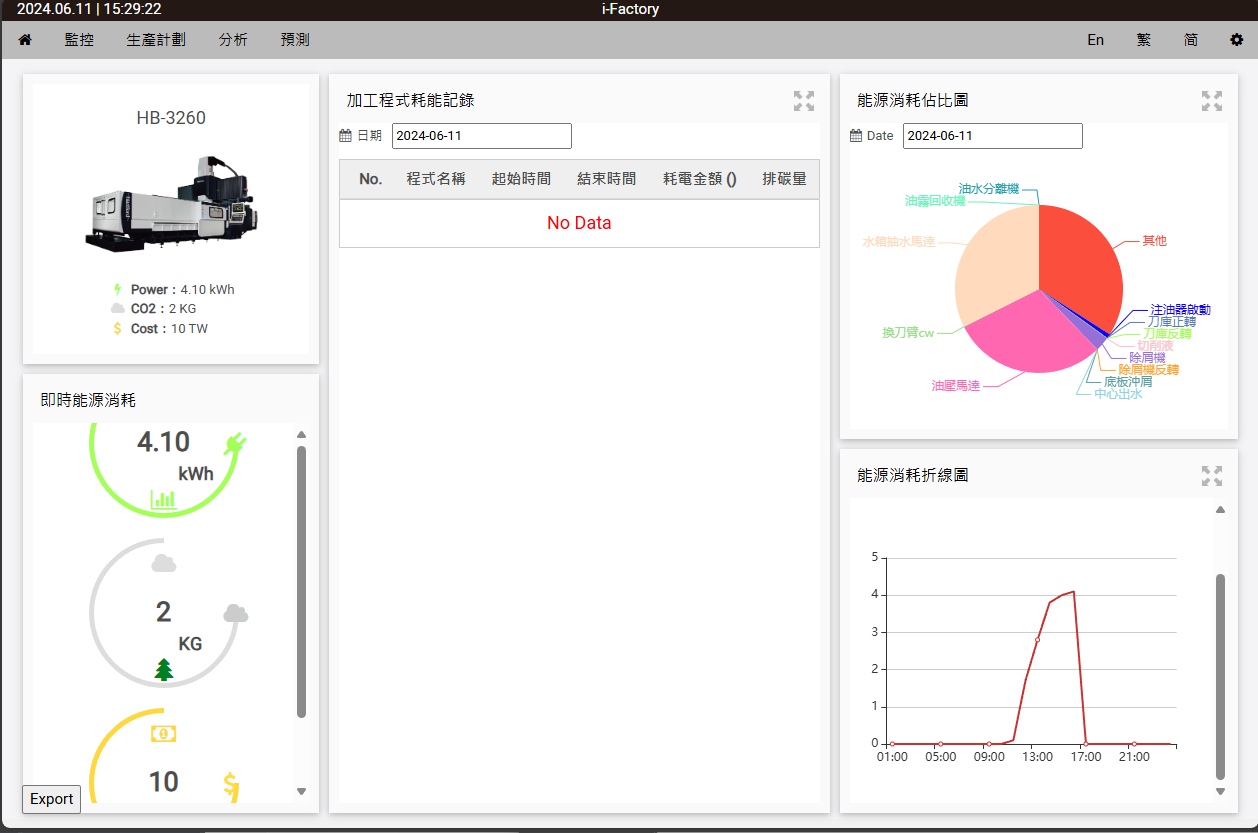 2024.06.11 | 15:29:22
i-Factory
監控
生產計劃
分析
預測
En
繁
简
HB-3260
Power : 4.10 kWh
CO2 : 2 KG
Cost : 10 TW
即時能源消耗
4.10
kWh
2
KG
10
Export
加工程式耗能記錄
日期
2024-06-11
No.
程式名稱
起始時間
結束時間
耗電金額 ()
排碳量
No Data
能源消耗佔比圖
Date
2024-06-11
油水分離機
油霧回收機
水箱抽水馬達
換刀臂cw
油壓馬達
其他
注油器啟動
刀庫正轉
刀庫反轉
切削液
除屑機
除屑機反轉
底板沖屑
中心出水
能源消耗折線圖
5
4
3
2
1
0
01:00
05:00
09:00
13:00
17:00
21:00